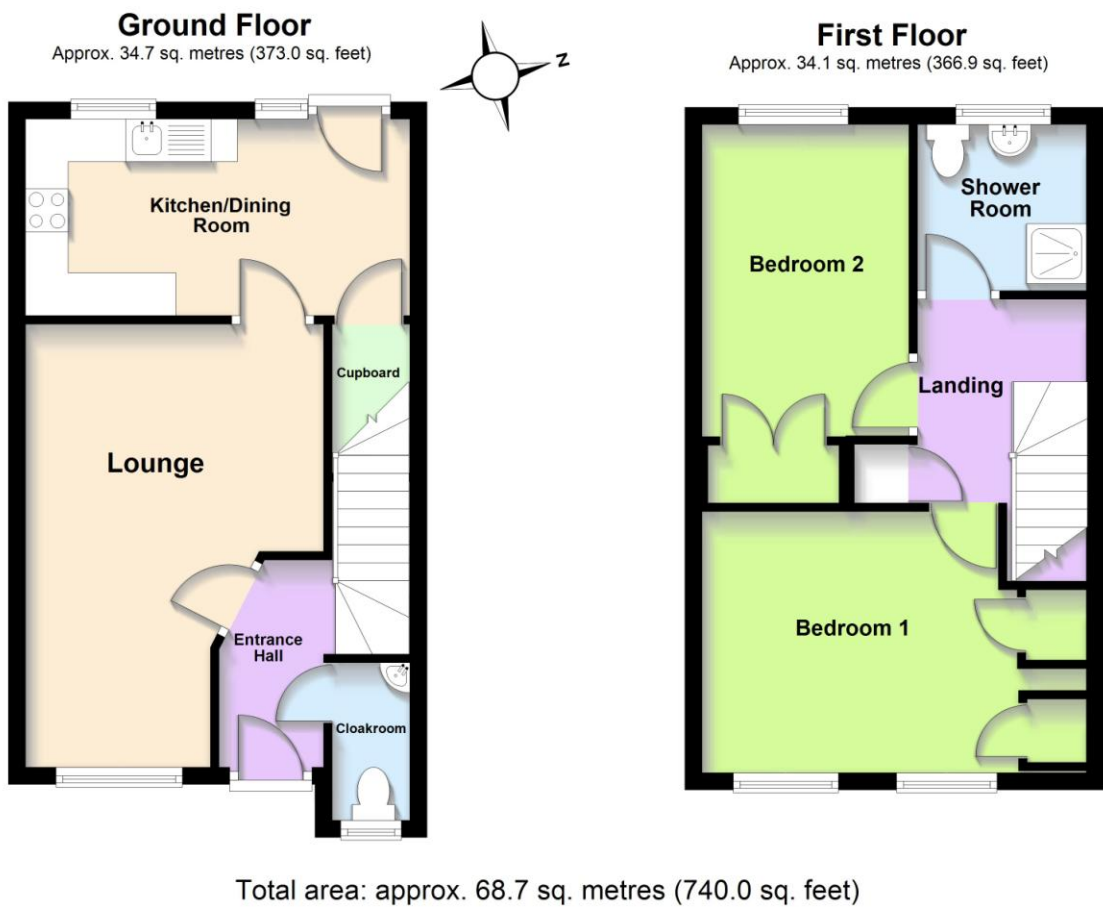 Ground Floor
Approx. 34.7 sq. metres (373.0 sq. feet)
Z
Kitchen/Dining
Room
Cupboard
Lounge
Entrance
Hall
Cloakroom
First Floor
Approx. 34.1 sq. metres (366.9 sq. feet)
Shower
Room
Bedroom 2
Landing
Bedroom 1
Total area: approx. 68.7 sq. metres (740.0 sq. feet)